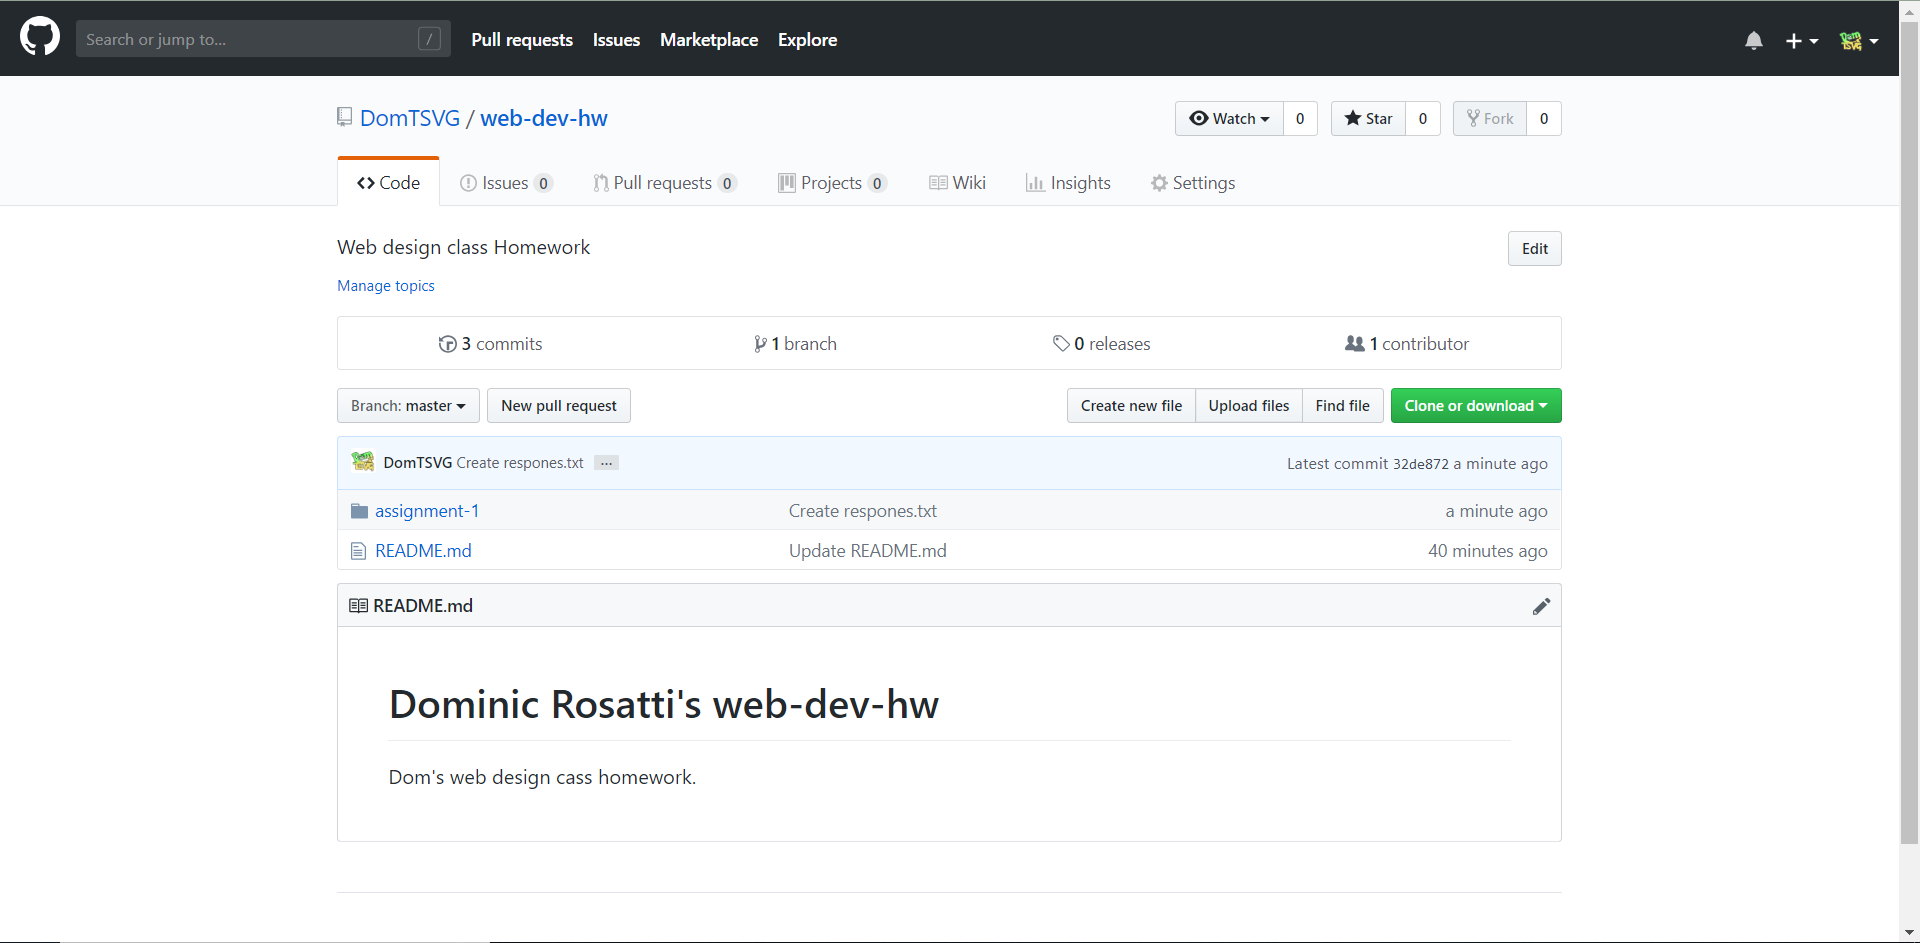 Search or jump to... /
Pull requests Issues Marketplace Explore
DomTSVG / web-dev-hw
Watch 0 Star 0 Fork 0
Code Issues 0 Pull requests 0 Projects 0 Wiki Insights Settings
Web design class Homework
Edit
Manage topics
3 commits 1 branch 0 releases 1 contributor
Branch: master New pull request Create new file Upload files Find file Clone or download
DomTSVG Create respones.txt ... Latest commit 32de872 a minute ago
assignment-1 Create respones.txt a minute ago
README.md Update README.md 40 minutes ago
README.md
Dominic Rosatti's web-dev-hw
Dom's web design cass homework.